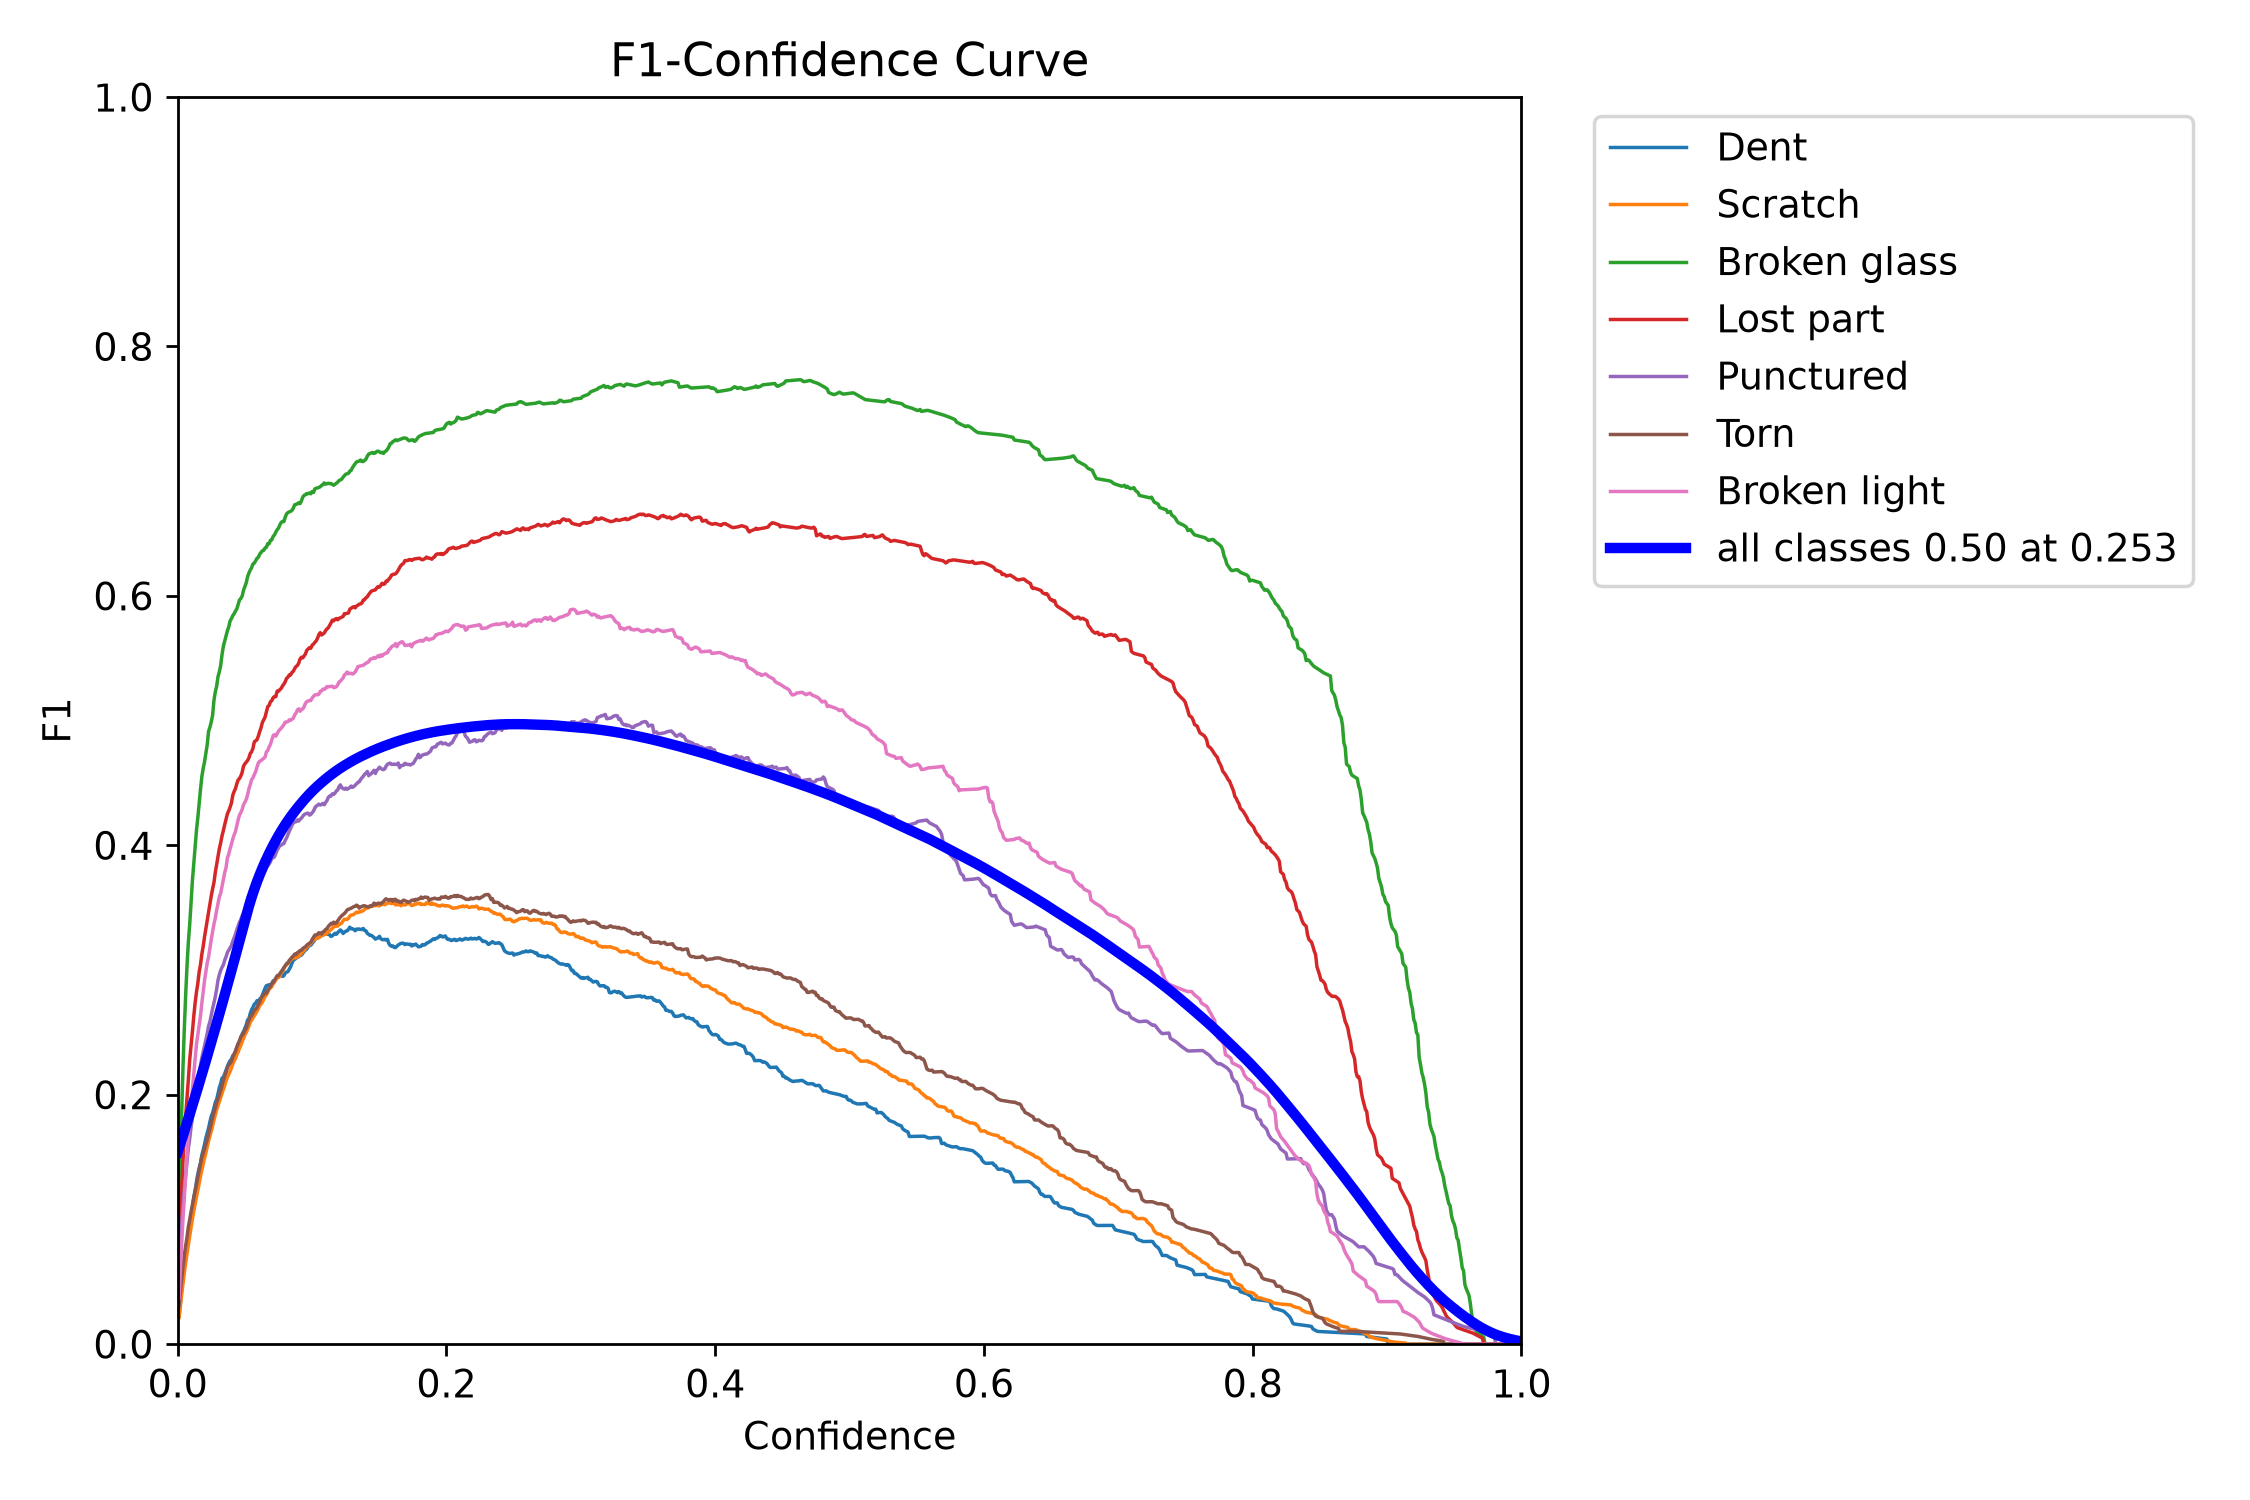 F1-Confidence Curve
1.0
0.8
0.6
0.4
0.2
0.0
F1
0.0 0.2 0.4 0.6 0.8 1.0
Confidence
Dent
Scratch
Broken glass
Lost part
Punctured
Torn
Broken light
all classes 0.50 at 0.253